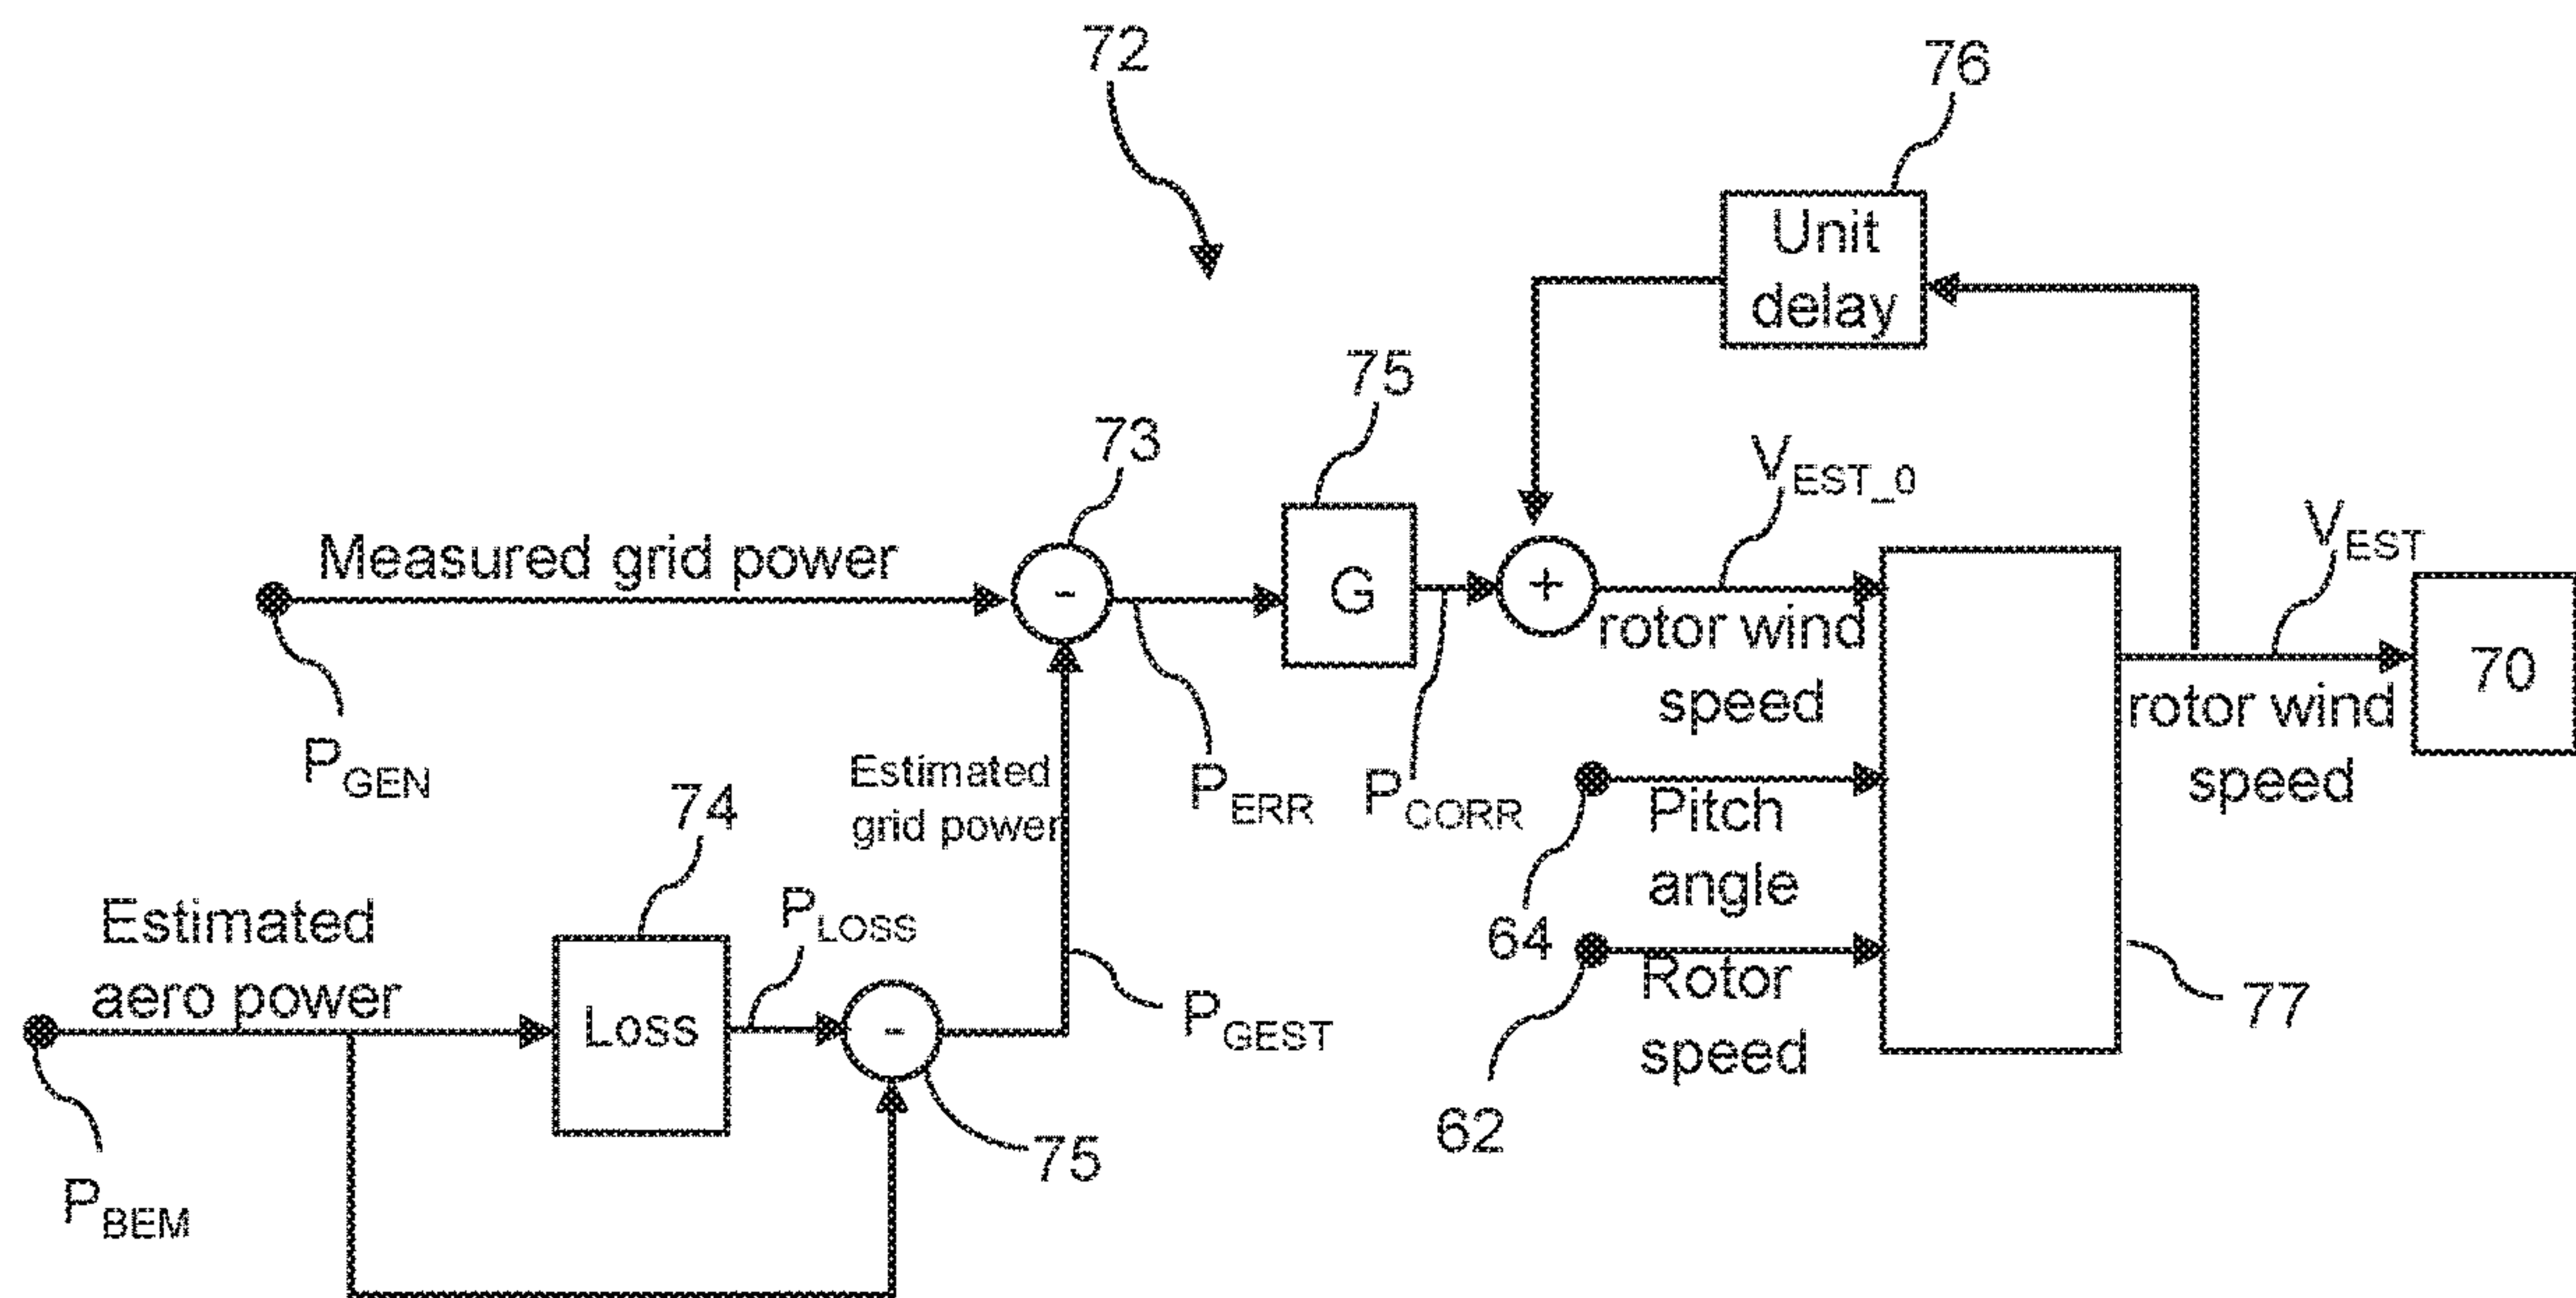 72
76
Unit
delay
75
73
V_EST_0
V_EST
Measured grid power
-
G
+
rotor wind
speed
70
rotor wind
speed
P_GEN
Estimated
grid power
P_ERR
P_CORR
Pitch
angle
64
74
P_LOSS
Estimated
aero power
Loss
-
P_GEST
Rotor
speed
77
62
75
P_BEM